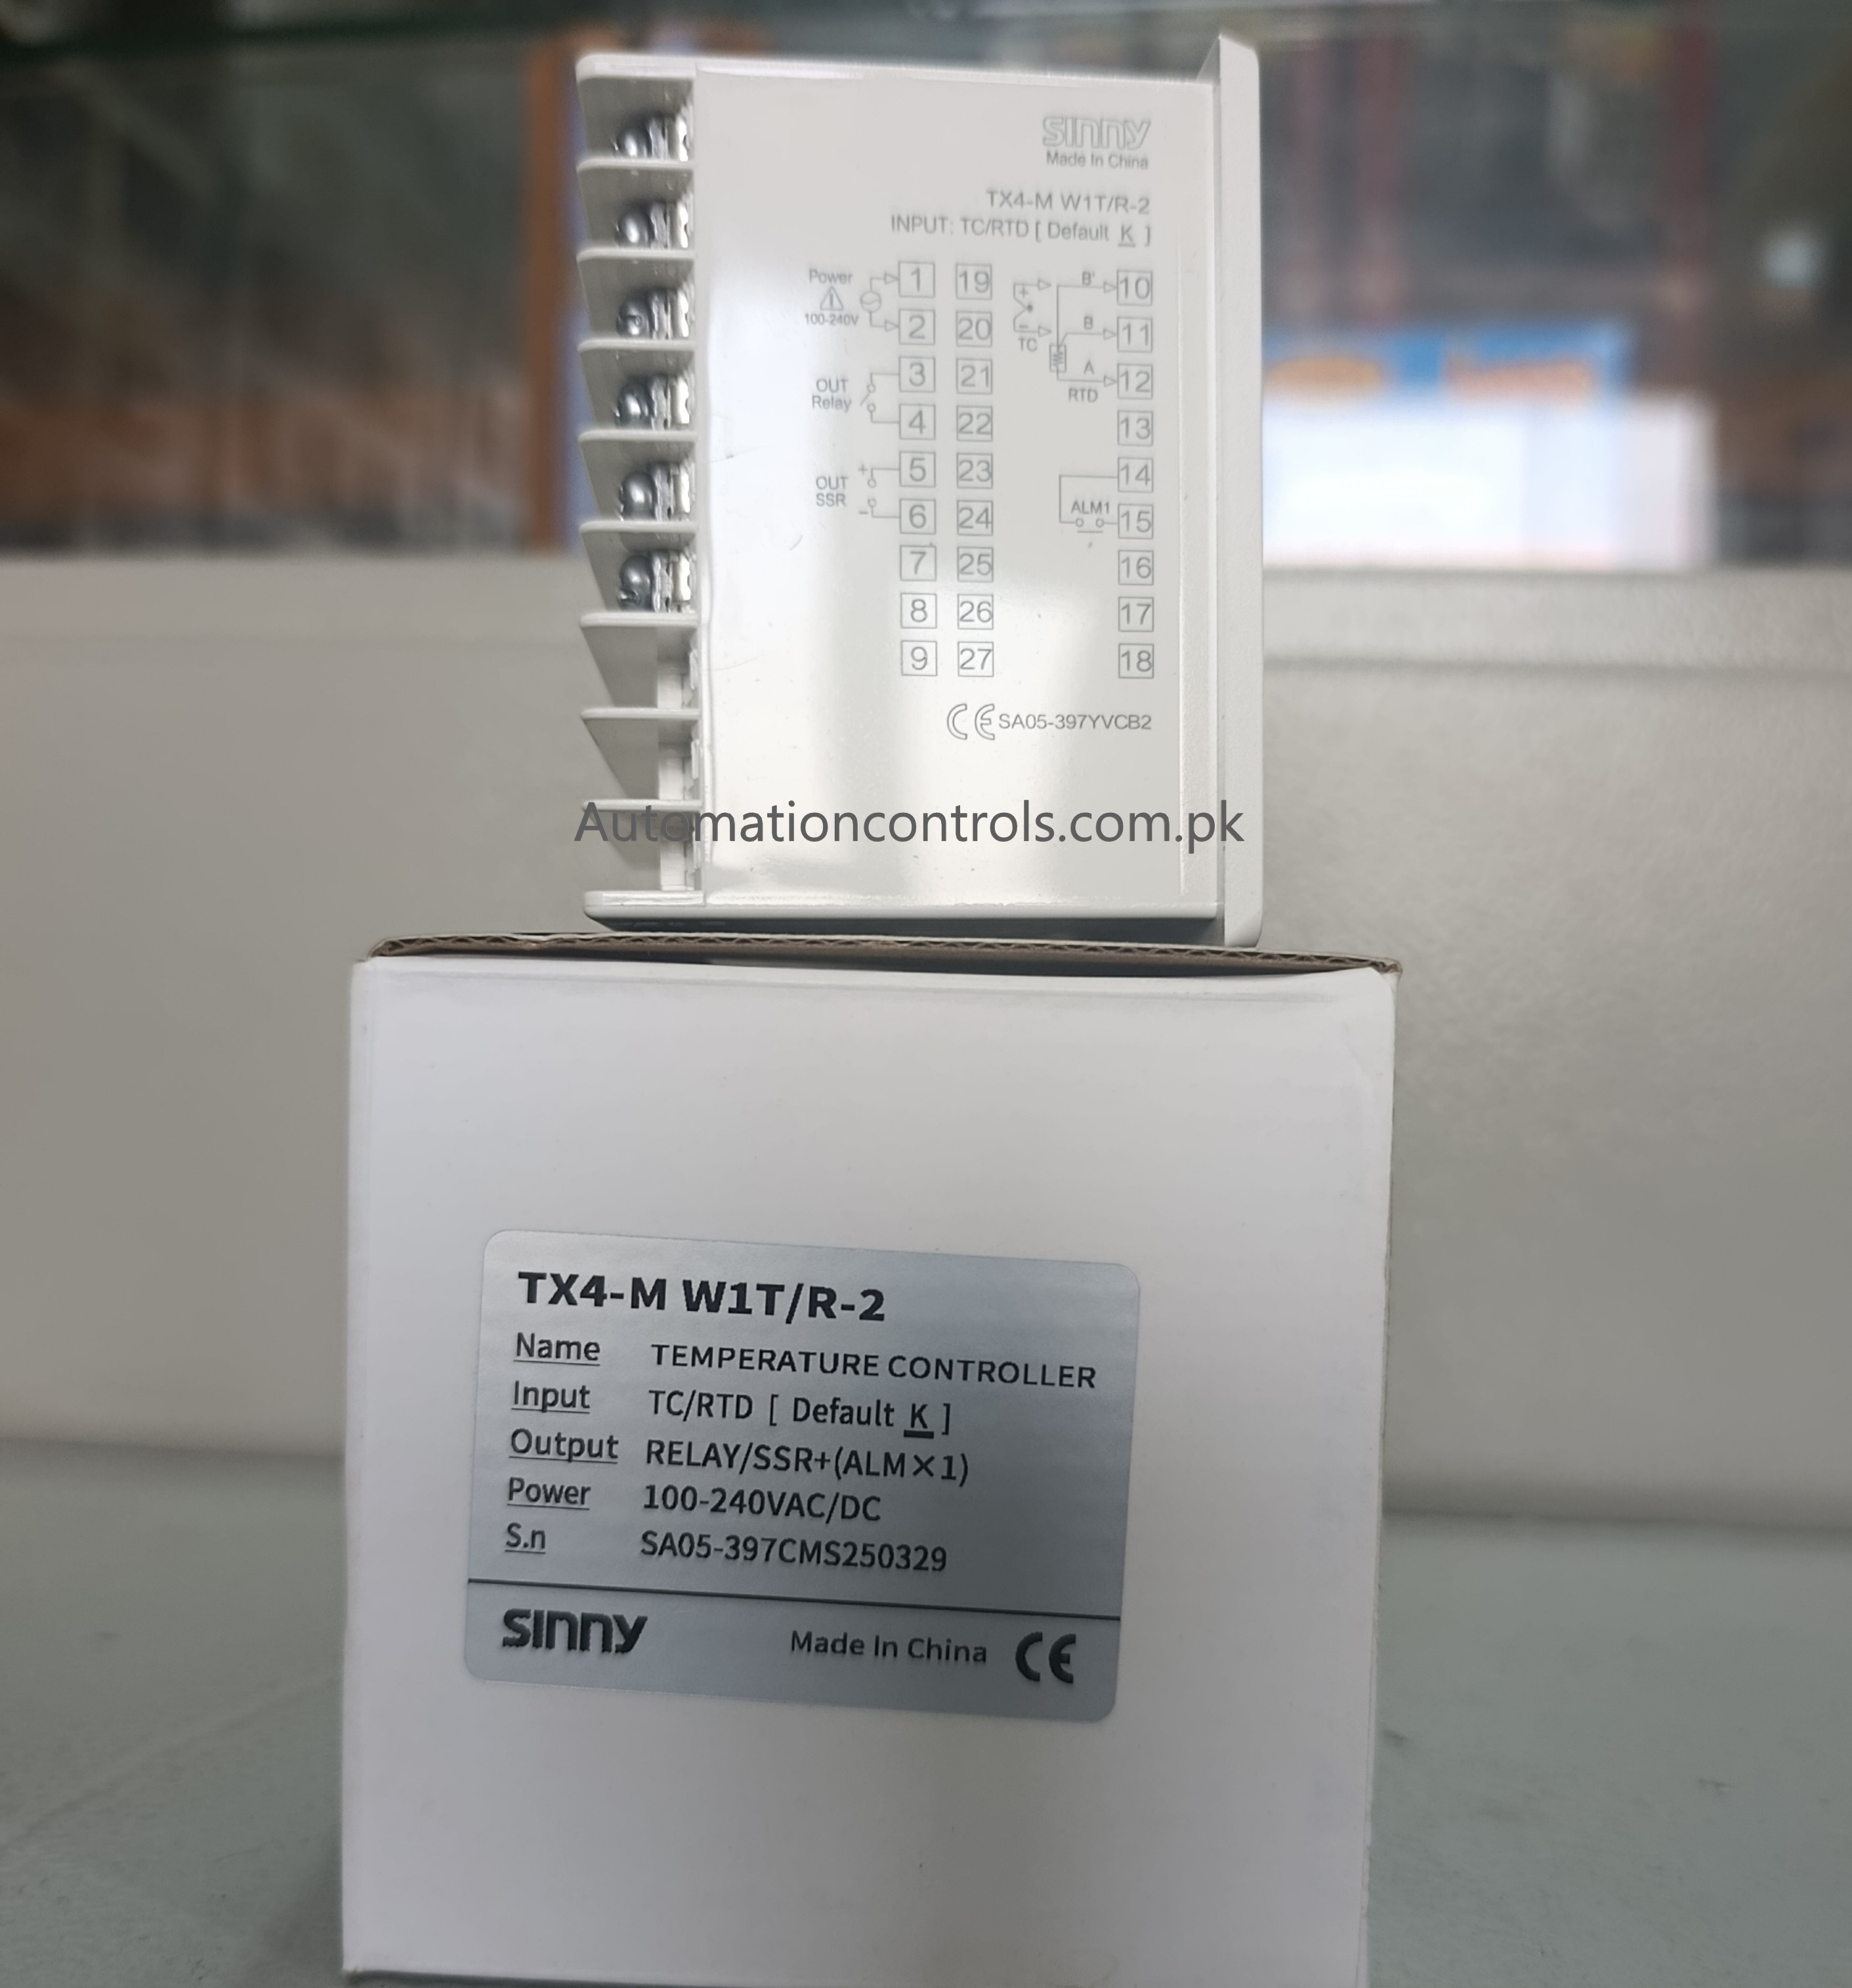 sinny
Made In China
TX4-M W1T/R-2
INPUT: TC/RTD [ Default K ]
Power
100-240V
1 19
2 20
3 21
4 22
5 23
6 24
7 25
8 26
9 27
OUT
Relay
OUT
SSR
+
−
+
−
TC
B'
B
A
RTD
10
11
12
13
14
ALM1
15
16
17
18
CE SA05-397YVCB2
Automationcontrols.com.pk
TX4-M W1T/R-2
Name TEMPERATURE CONTROLLER
Input TC/RTD [ Default K ]
Output RELAY/SSR+(ALM×1)
Power 100-240VAC/DC
S.n SA05-397CMS250329
sinny Made In China CE